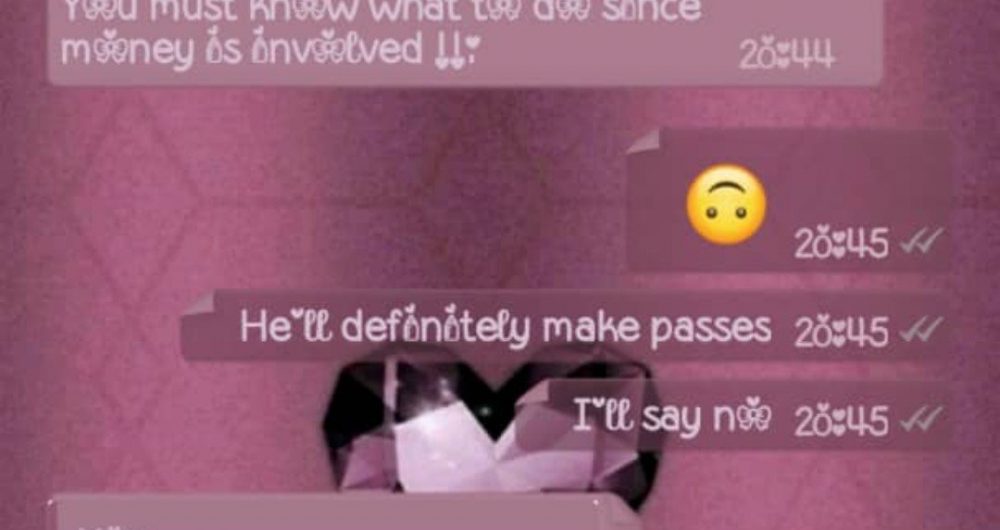 You must know what to do since
money is involved !!
20:44
🙃
20:45
He'll definitely make passes 20:45
I'll say no 20:45